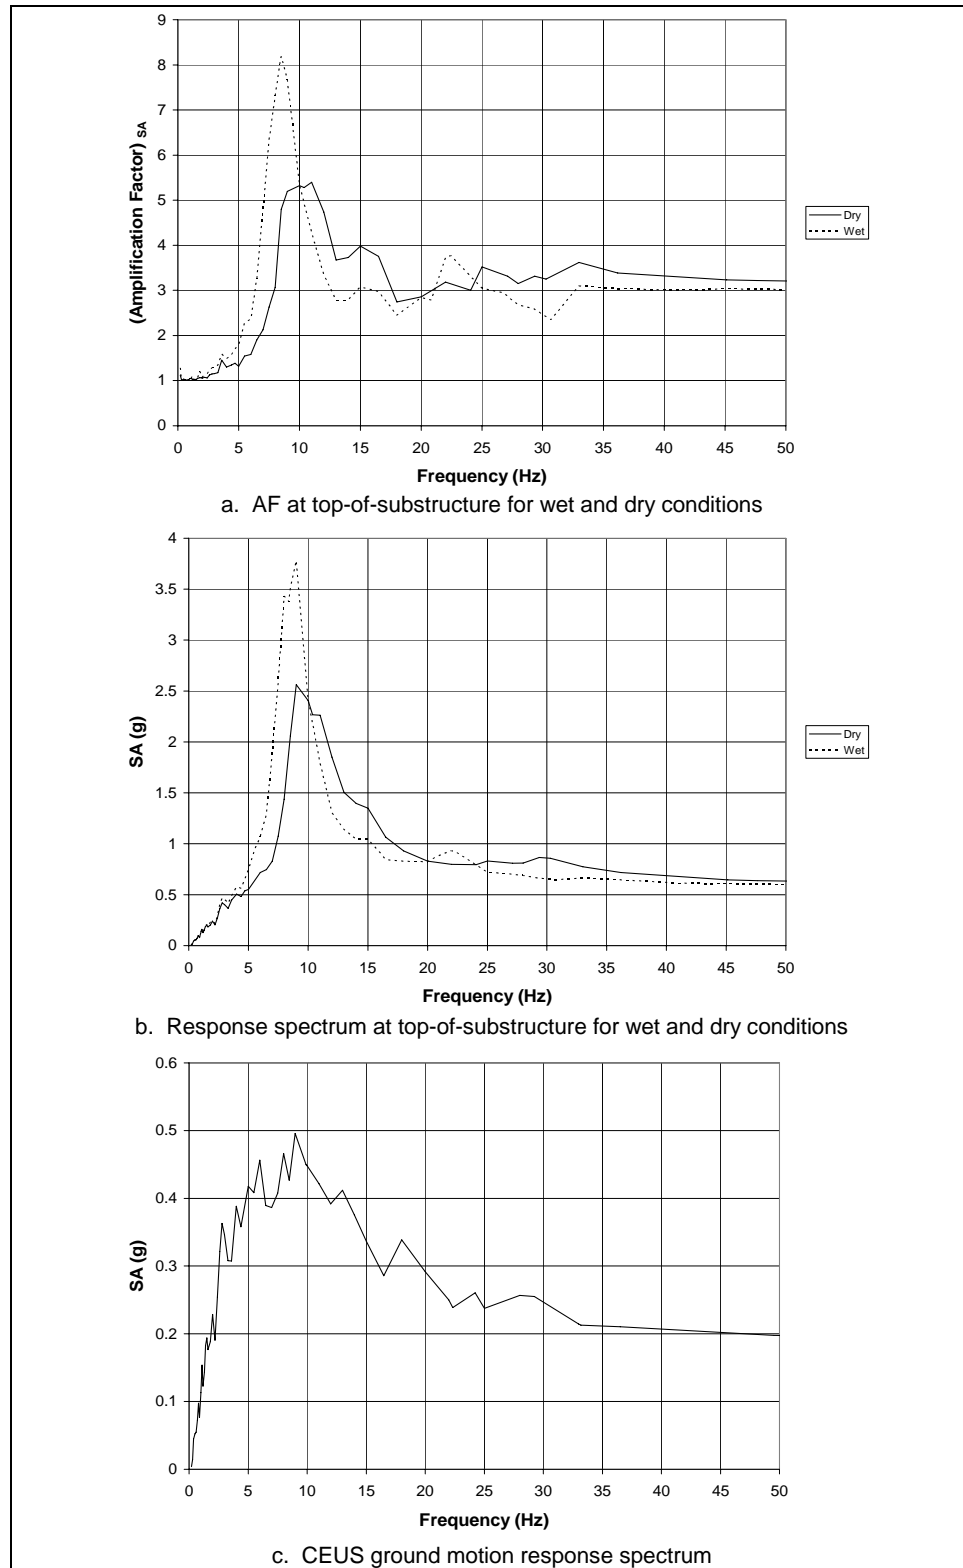 9
8
7
6
5
4
3
2
1
0
(Amplification Factor) SA
0 5 10 15 20 25 30 35 40 45 50
Frequency (Hz)
Dry
Wet
a. AF at top-of-substructure for wet and dry conditions
4
3.5
3
2.5
2
1.5
1
0.5
0
SA (g)
0 5 10 15 20 25 30 35 40 45 50
Frequency (Hz)
Dry
Wet
b. Response spectrum at top-of-substructure for wet and dry conditions
0.6
0.5
0.4
0.3
0.2
0.1
0
SA (g)
0 5 10 15 20 25 30 35 40 45 50
Frequency (Hz)
c. CEUS ground motion response spectrum